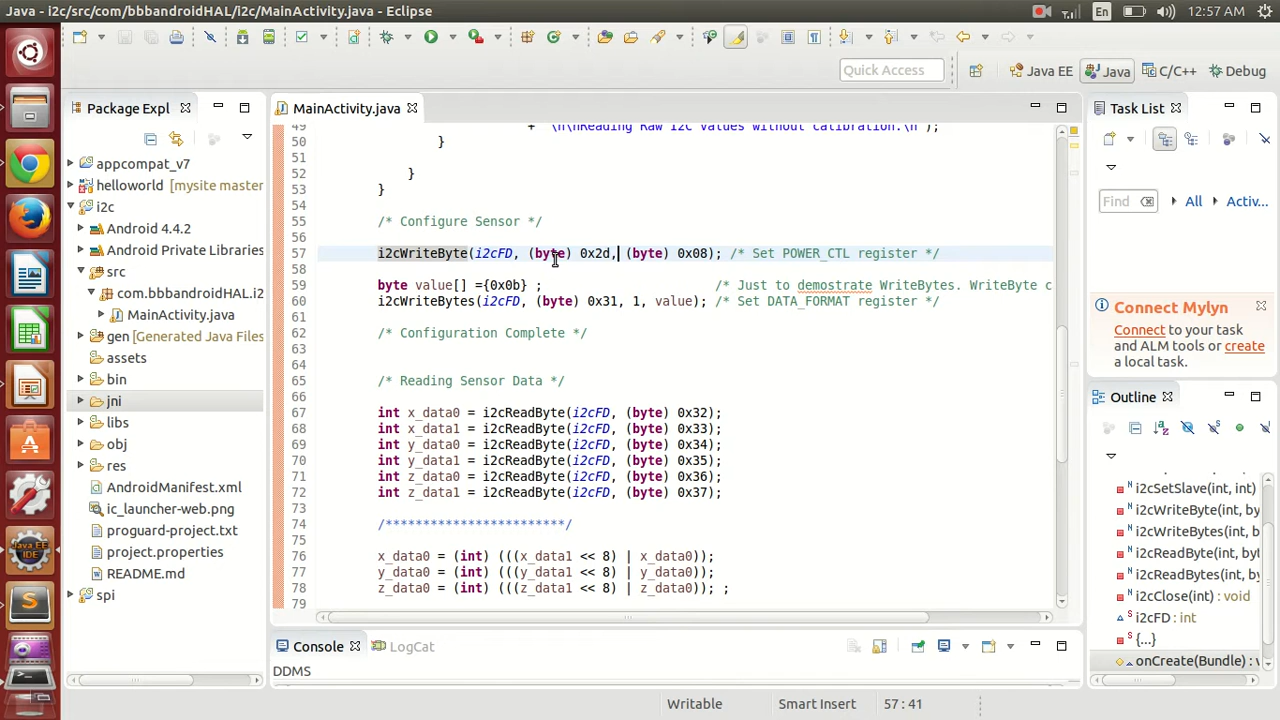 Java - i2c/src/com/bbbandroidHAL/i2c/MainActivity.java - Eclipse
En
12:57 AM
Quick Access
Java EE
Java
C/C++
Debug
Package Expl
appcompat_v7
helloworld [mysite master
i2c
Android 4.4.2
Android Private Libraries
src
com.bbbandroidHAL.i2
MainActivity.java
gen [Generated Java Files
assets
bin
jni
libs
obj
res
AndroidManifest.xml
ic_launcher-web.png
proguard-project.txt
project.properties
README.md
spi
MainActivity.java
49 + \n\nReading Raw I2C values without calibration.\n");
50 }
51
52 }
53 }
54
55 /* Configure Sensor */
56
57 i2cWriteByte(i2cFD, (byte) 0x2d, (byte) 0x08); /* Set POWER_CTL register */
58
59 byte value[] ={0x0b} ; /* Just to demostrate WriteBytes. WriteByte c
60 i2cWriteBytes(i2cFD, (byte) 0x31, 1, value); /* Set DATA_FORMAT register */
61
62 /* Configuration Complete */
63
64
65 /* Reading Sensor Data */
66
67 int x_data0 = i2cReadByte(i2cFD, (byte) 0x32);
68 int x_data1 = i2cReadByte(i2cFD, (byte) 0x33);
69 int y_data0 = i2cReadByte(i2cFD, (byte) 0x34);
70 int y_data1 = i2cReadByte(i2cFD, (byte) 0x35);
71 int z_data0 = i2cReadByte(i2cFD, (byte) 0x36);
72 int z_data1 = i2cReadByte(i2cFD, (byte) 0x37);
73
74 /************************/
75
76 x_data0 = (int) (((x_data1 << 8) | x_data0));
77 y_data0 = (int) (((y_data1 << 8) | y_data0));
78 z_data0 = (int) (((z_data1 << 8) | z_data0)); ;
79
Console
LogCat
DDMS
Task List
Find
All
Activ...
Connect Mylyn
Connect to your task
and ALM tools or create
a local task.
Outline
i2cSetSlave(int, int)
i2cWriteByte(int, by
i2cWriteBytes(int, by
i2cReadByte(int, by
i2cReadBytes(int, by
i2cClose(int) : void
i2cFD : int
{...}
onCreate(Bundle) : v
Writable
Smart Insert
57 : 41